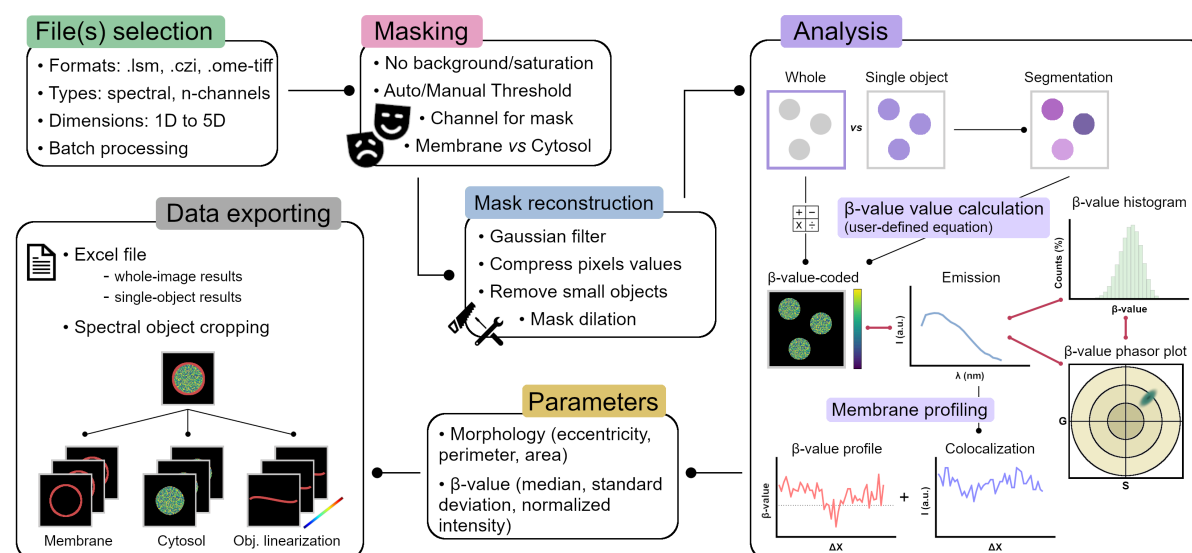 File(s) selection
• Formats: .lsm, .czi, .ome-tiff
• Types: spectral, n-channels
• Dimensions: 1D to 5D
• Batch processing
Masking
• No background/saturation
• Auto/Manual Threshold
• Channel for mask
• Membrane vs Cytosol
Mask reconstruction
• Gaussian filter
• Compress pixels values
• Remove small objects
• Mask dilation
Analysis
Whole
vs
Single object
Segmentation
+ −
x ÷
β-value value calculation
(user-defined equation)
β-value-coded
Emission
I (a.u.)
λ (nm)
β-value histogram
Counts (%)
β-value
β-value phasor plot
G
S
Membrane profiling
β-value profile
β-value
ΔX
+
Colocalization
I (a.u.)
ΔX
Parameters
• Morphology (eccentricity,
perimeter, area)
• β-value (median, standard
deviation, normalized
intensity)
Data exporting
• Excel file
- whole-image results
- single-object results
• Spectral object cropping
Membrane
Cytosol
Obj. linearization